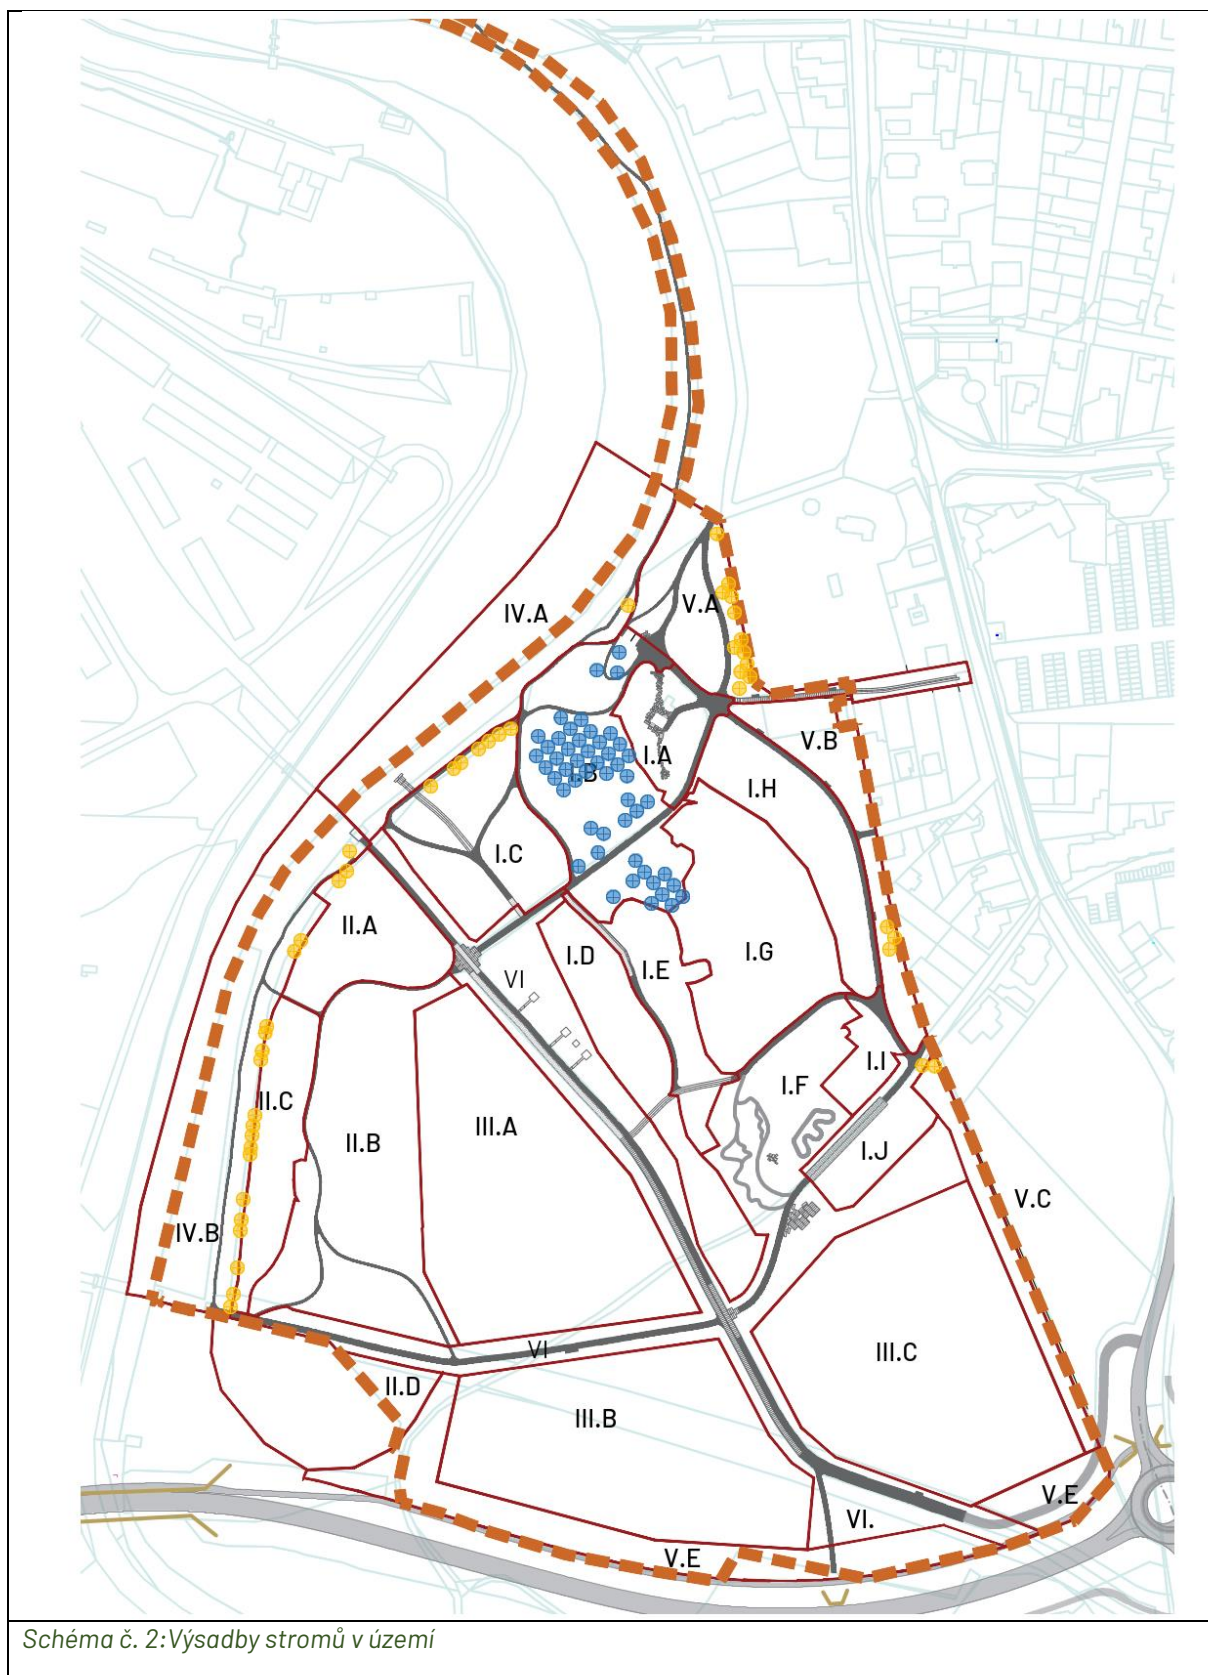 IV.A
V.A
I.A
V.B
I.B
I.H
I.C
II.A
I.D
I.E
I.G
VI
I.I
I.F
II.C
II.B
III.A
I.J
V.C
IV.B
VI
III.C
II.D
III.B
V.E
VI.
V.E
Schéma č. 2:Výsadby stromů v území